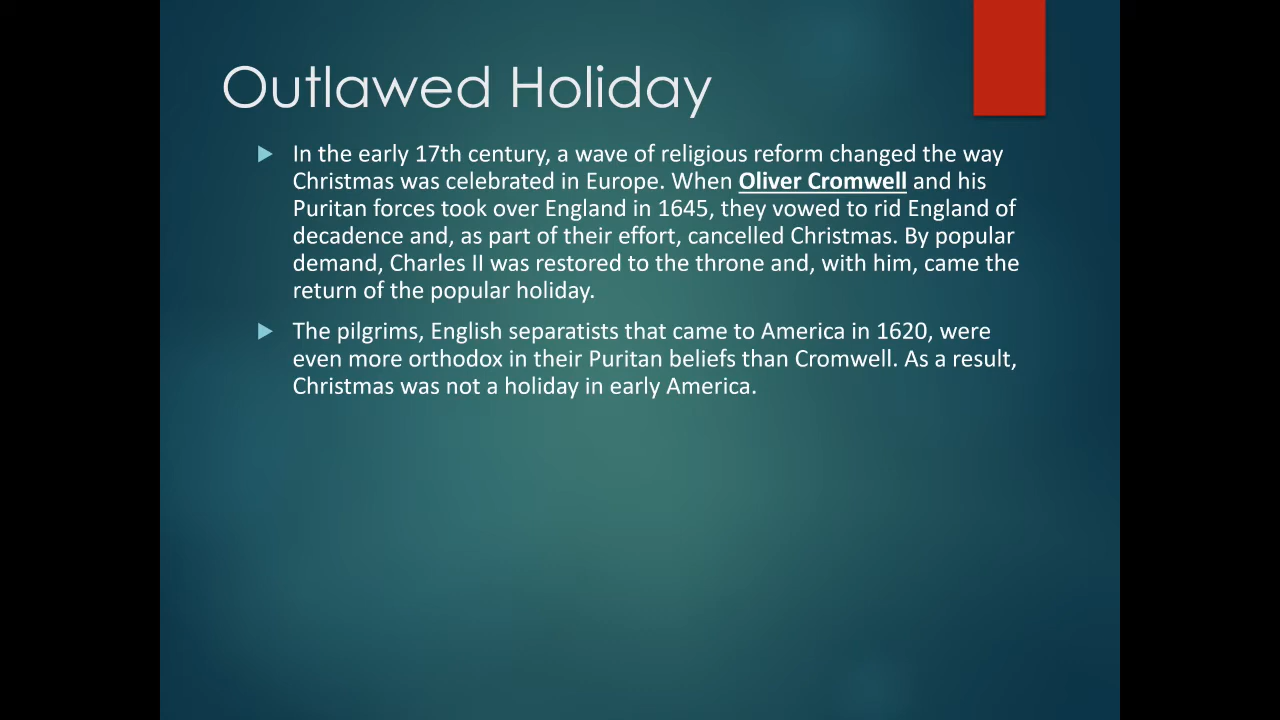 Outlawed Holiday
In the early 17th century, a wave of religious reform changed the way
Christmas was celebrated in Europe. When Oliver Cromwell and his
Puritan forces took over England in 1645, they vowed to rid England of
decadence and, as part of their effort, cancelled Christmas. By popular
demand, Charles II was restored to the throne and, with him, came the
return of the popular holiday.
The pilgrims, English separatists that came to America in 1620, were
even more orthodox in their Puritan beliefs than Cromwell. As a result,
Christmas was not a holiday in early America.